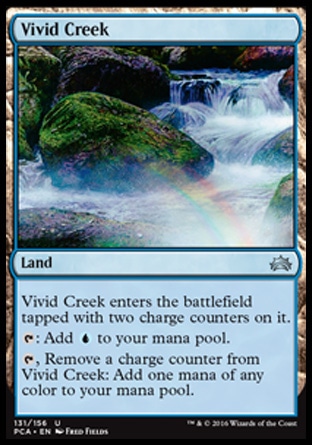 Vivid Creek
Land
Vivid Creek enters the battlefield
tapped with two charge counters on it.
: Add to your mana pool.
, Remove a charge counter from
Vivid Creek: Add one mana of any
color to your mana pool.
131/156 U
PCA • EN Fred Fields
™ & © 2016 Wizards of the Coast